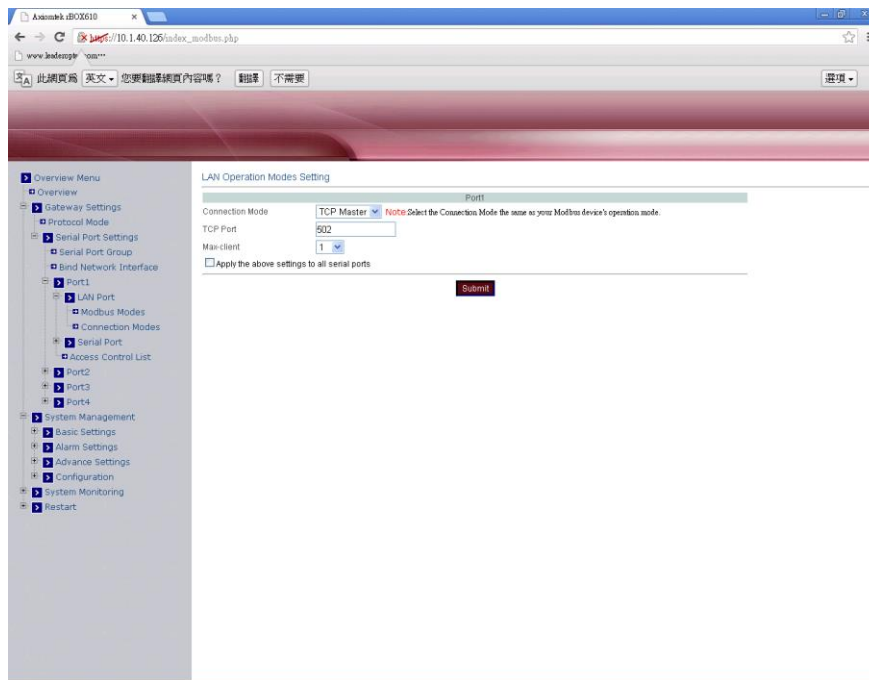 Axiomtek iBOX610
https://10.1.40.126/index_modbus.php
此網頁為 英文 您要翻譯網頁內容嗎? 翻譯 不需要 選項
Overview Menu
Overview
Gateway Settings
Protocol Mode
Serial Port Settings
Serial Port Group
Bind Network Interface
Port1
LAN Port
Modbus Modes
Connection Modes
Serial Port
Access Control List
Port2
Port3
Port4
System Management
Basic Settings
Alarm Settings
Advance Settings
Configuration
System Monitoring
Restart
LAN Operation Modes Setting
Port1
Connection Mode TCP Master Note:Select the Connection Mode the same as your Modbus device's operation mode.
TCP Port 502
Max-client 1
Apply the above settings to all serial ports
Submit